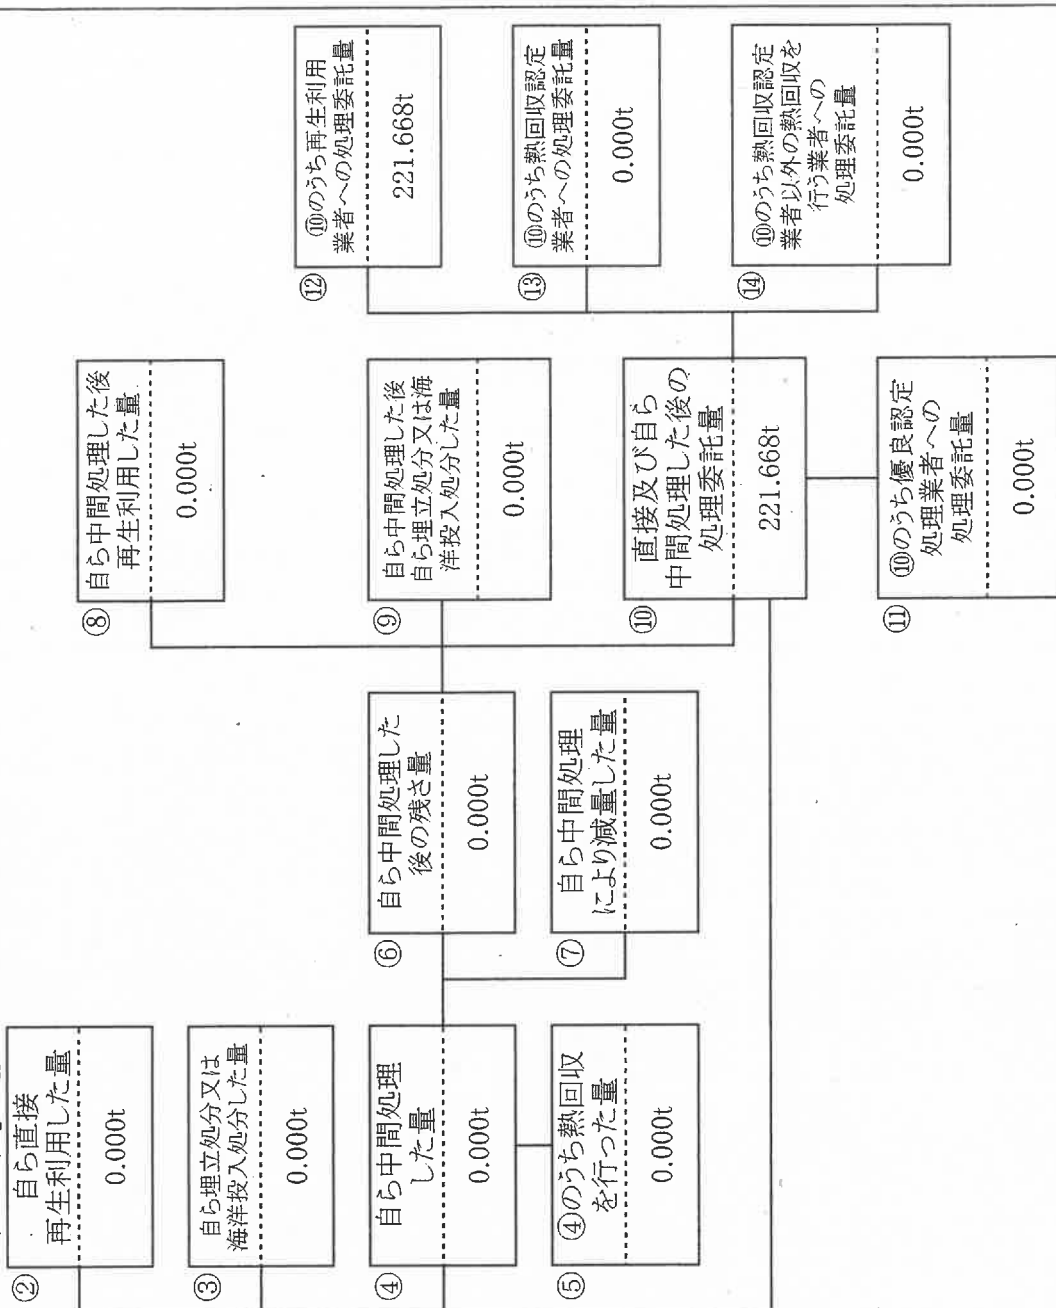 ②
自ら直接
再生利用した量
0.000t
③
自ら埋立処分又は
海洋投入処分した量
0.000t
④
自ら中間処理
した量
0.000t
⑤
④のうち熱回収
を行った量
0.000t
⑥
自ら中間処理した
後の残さ量
0.000t
⑦
自ら中間処理
により減量した量
0.000t
⑧
自ら中間処理した後
再生利用した量
0.000t
⑨
自ら中間処理した後
自ら埋立処分又は海
洋投入処分した量
0.000t
⑩
直接及び自ら
中間処理した後の
処理委託量
221.668t
⑪
⑩のうち優良認定
処理業者への
処理委託量
0.000t
⑫
⑩のうち再生利用
業者への処理委託量
221.668t
⑬
⑩のうち熱回収認定
業者への処理委託量
0.000t
⑭
⑩のうち熱回収認定
業者以外の熱回収を
行う業者への
処理委託量
0.000t